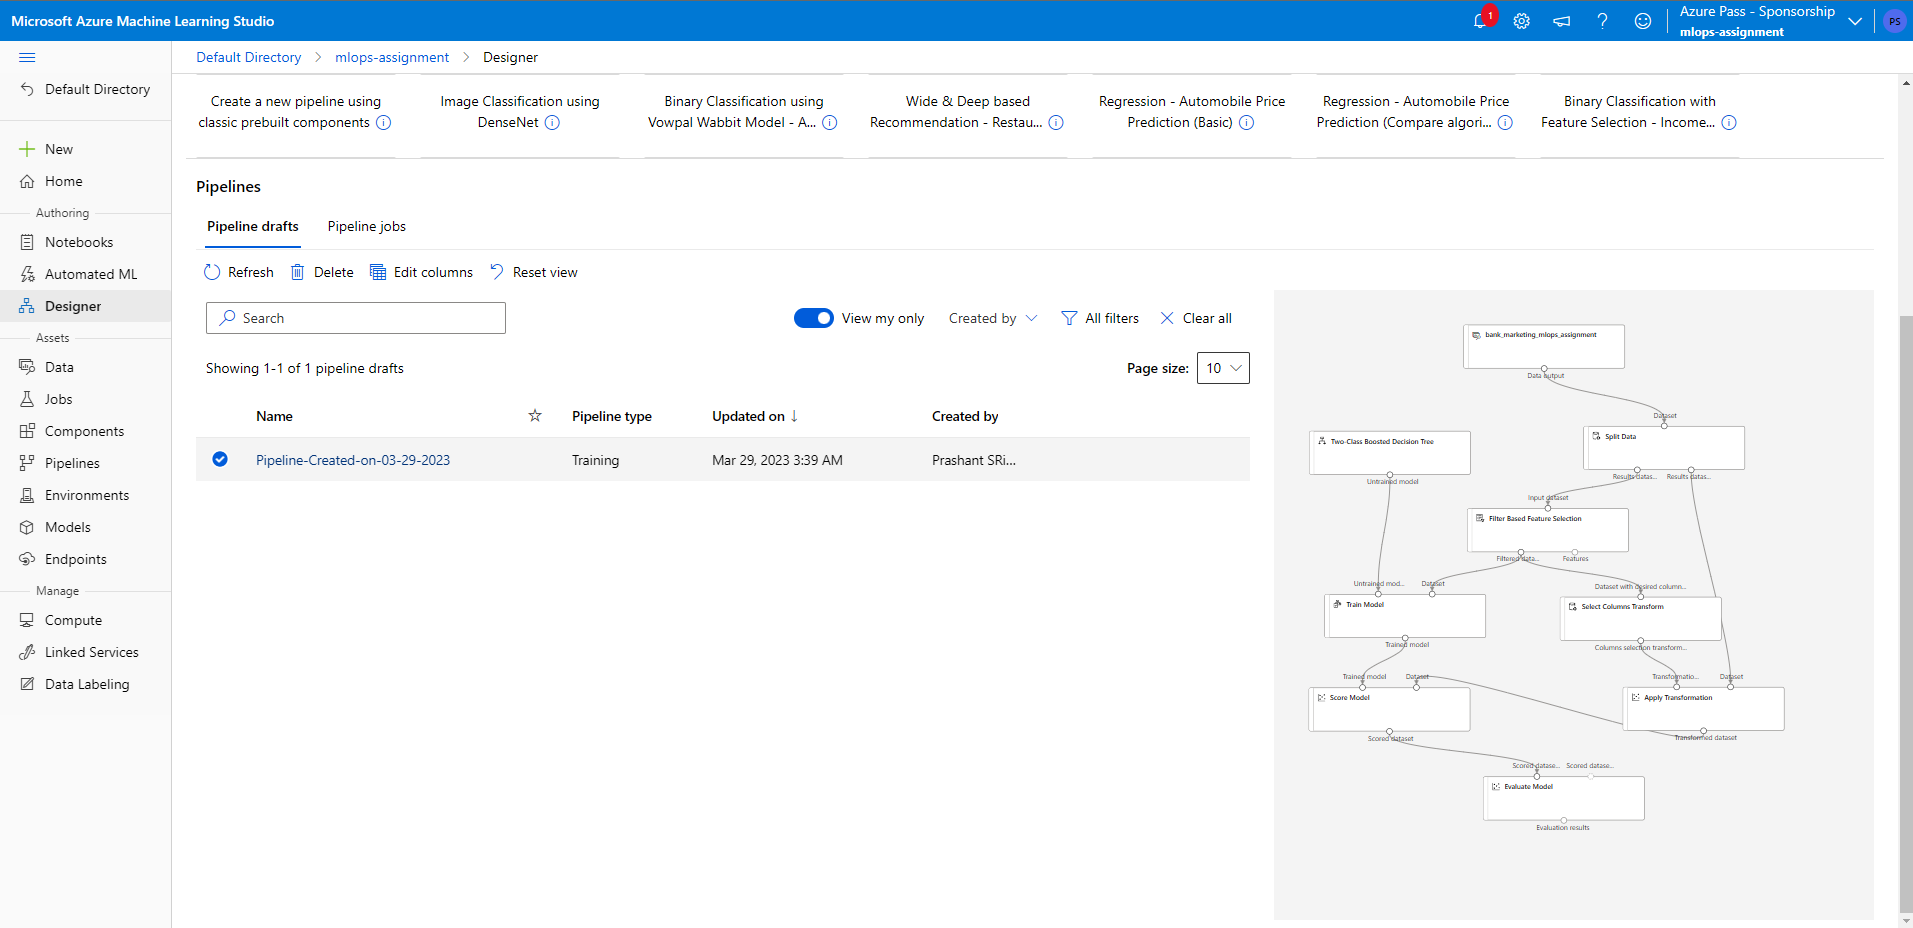 Microsoft Azure Machine Learning Studio
1
Azure Pass - Sponsorship
mlops-assignment
PS
Default Directory
Default Directory > mlops-assignment > Designer
New
Home
Authoring
Notebooks
Automated ML
Designer
Assets
Data
Jobs
Components
Pipelines
Environments
Models
Endpoints
Manage
Compute
Linked Services
Data Labeling
Create a new pipeline using
classic prebuilt components
Image Classification using
DenseNet
Binary Classification using
Vowpal Wabbit Model - A...
Wide & Deep based
Recommendation - Restau...
Regression - Automobile Price
Prediction (Basic)
Regression - Automobile Price
Prediction (Compare algori...
Binary Classification with
Feature Selection - Income...
Pipelines
Pipeline drafts Pipeline jobs
Refresh Delete Edit columns Reset view
Search View my only Created by All filters Clear all
Showing 1-1 of 1 pipeline drafts Page size: 10
Name Pipeline type Updated on Created by
Pipeline-Created-on-03-29-2023 Training Mar 29, 2023 3:39 AM Prashant SRi...
bank_marketing_mlops_assignment
Data output
Dataset
Two-Class Boosted Decision Tree
Untrained model
Split Data
Results datas... Results datas...
Input dataset
Filter Based Feature Selection
Filtered data... Features
Untrained mod... Dataset
Train Model
Trained model
Dataset with desired column...
Select Columns Transform
Columns selection transform...
Trained model Dataset
Score Model
Scored dataset
Transformatio... Dataset
Apply Transformation
Transformed dataset
Scored datase... Scored datase...
Evaluate Model
Evaluation results